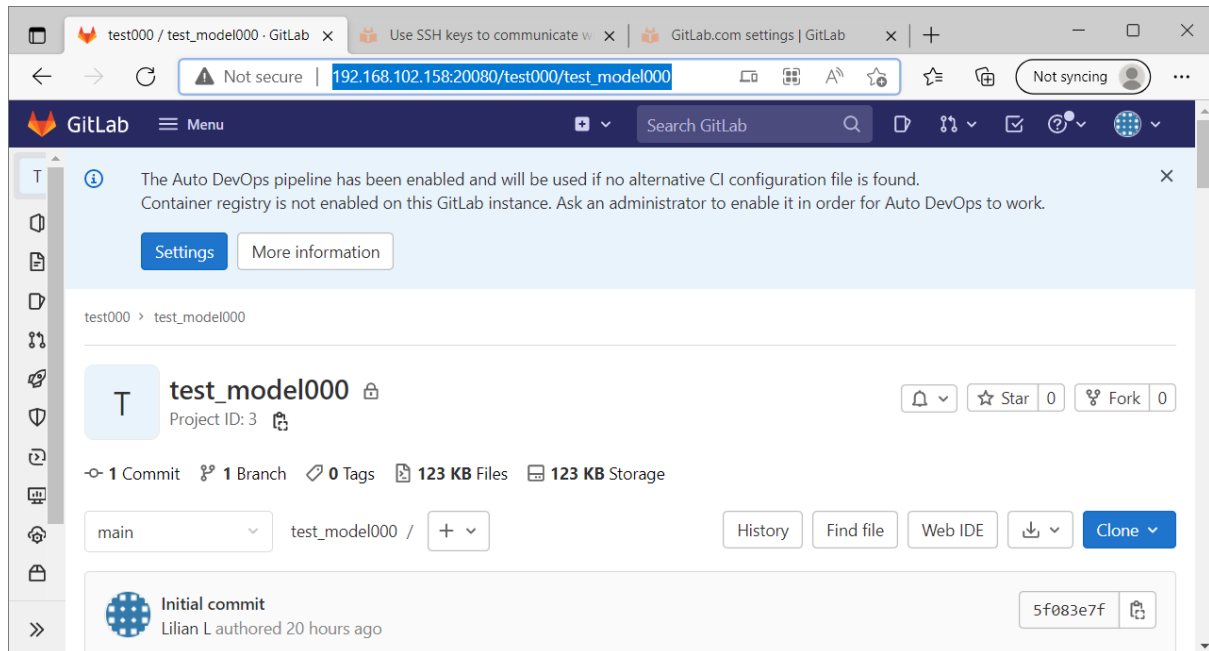 test000 / test_model000 · GitLab
Use SSH keys to communicate w
GitLab.com settings | GitLab
Not secure
192.168.102.158:20080/test000/test_model000
Not syncing
GitLab
Menu
Search GitLab
T
The Auto DevOps pipeline has been enabled and will be used if no alternative CI configuration file is found.
Container registry is not enabled on this GitLab instance. Ask an administrator to enable it in order for Auto DevOps to work.
Settings
More information
test000 > test_model000
T
test_model000
Star 0
Fork 0
Project ID: 3
1 Commit
1 Branch
0 Tags
123 KB Files
123 KB Storage
main
test_model000 /
History
Find file
Web IDE
Clone
Initial commit
5f083e7f
Lilian L authored 20 hours ago